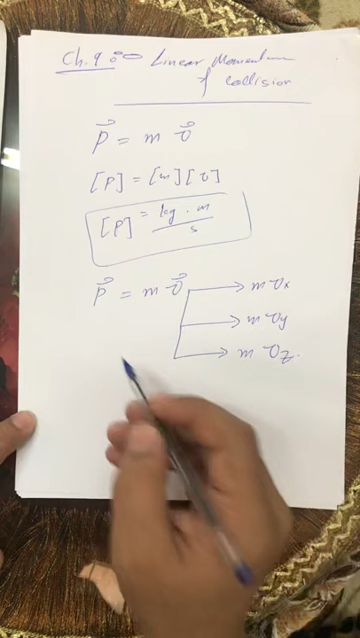 Ch.9 : Linear Momentum
& collision
p⃗ = m v⃗
[P] = [m] [v]
[P] = kg . m / s
p⃗ = m v⃗ → m vx
→ m vy
→ m vz